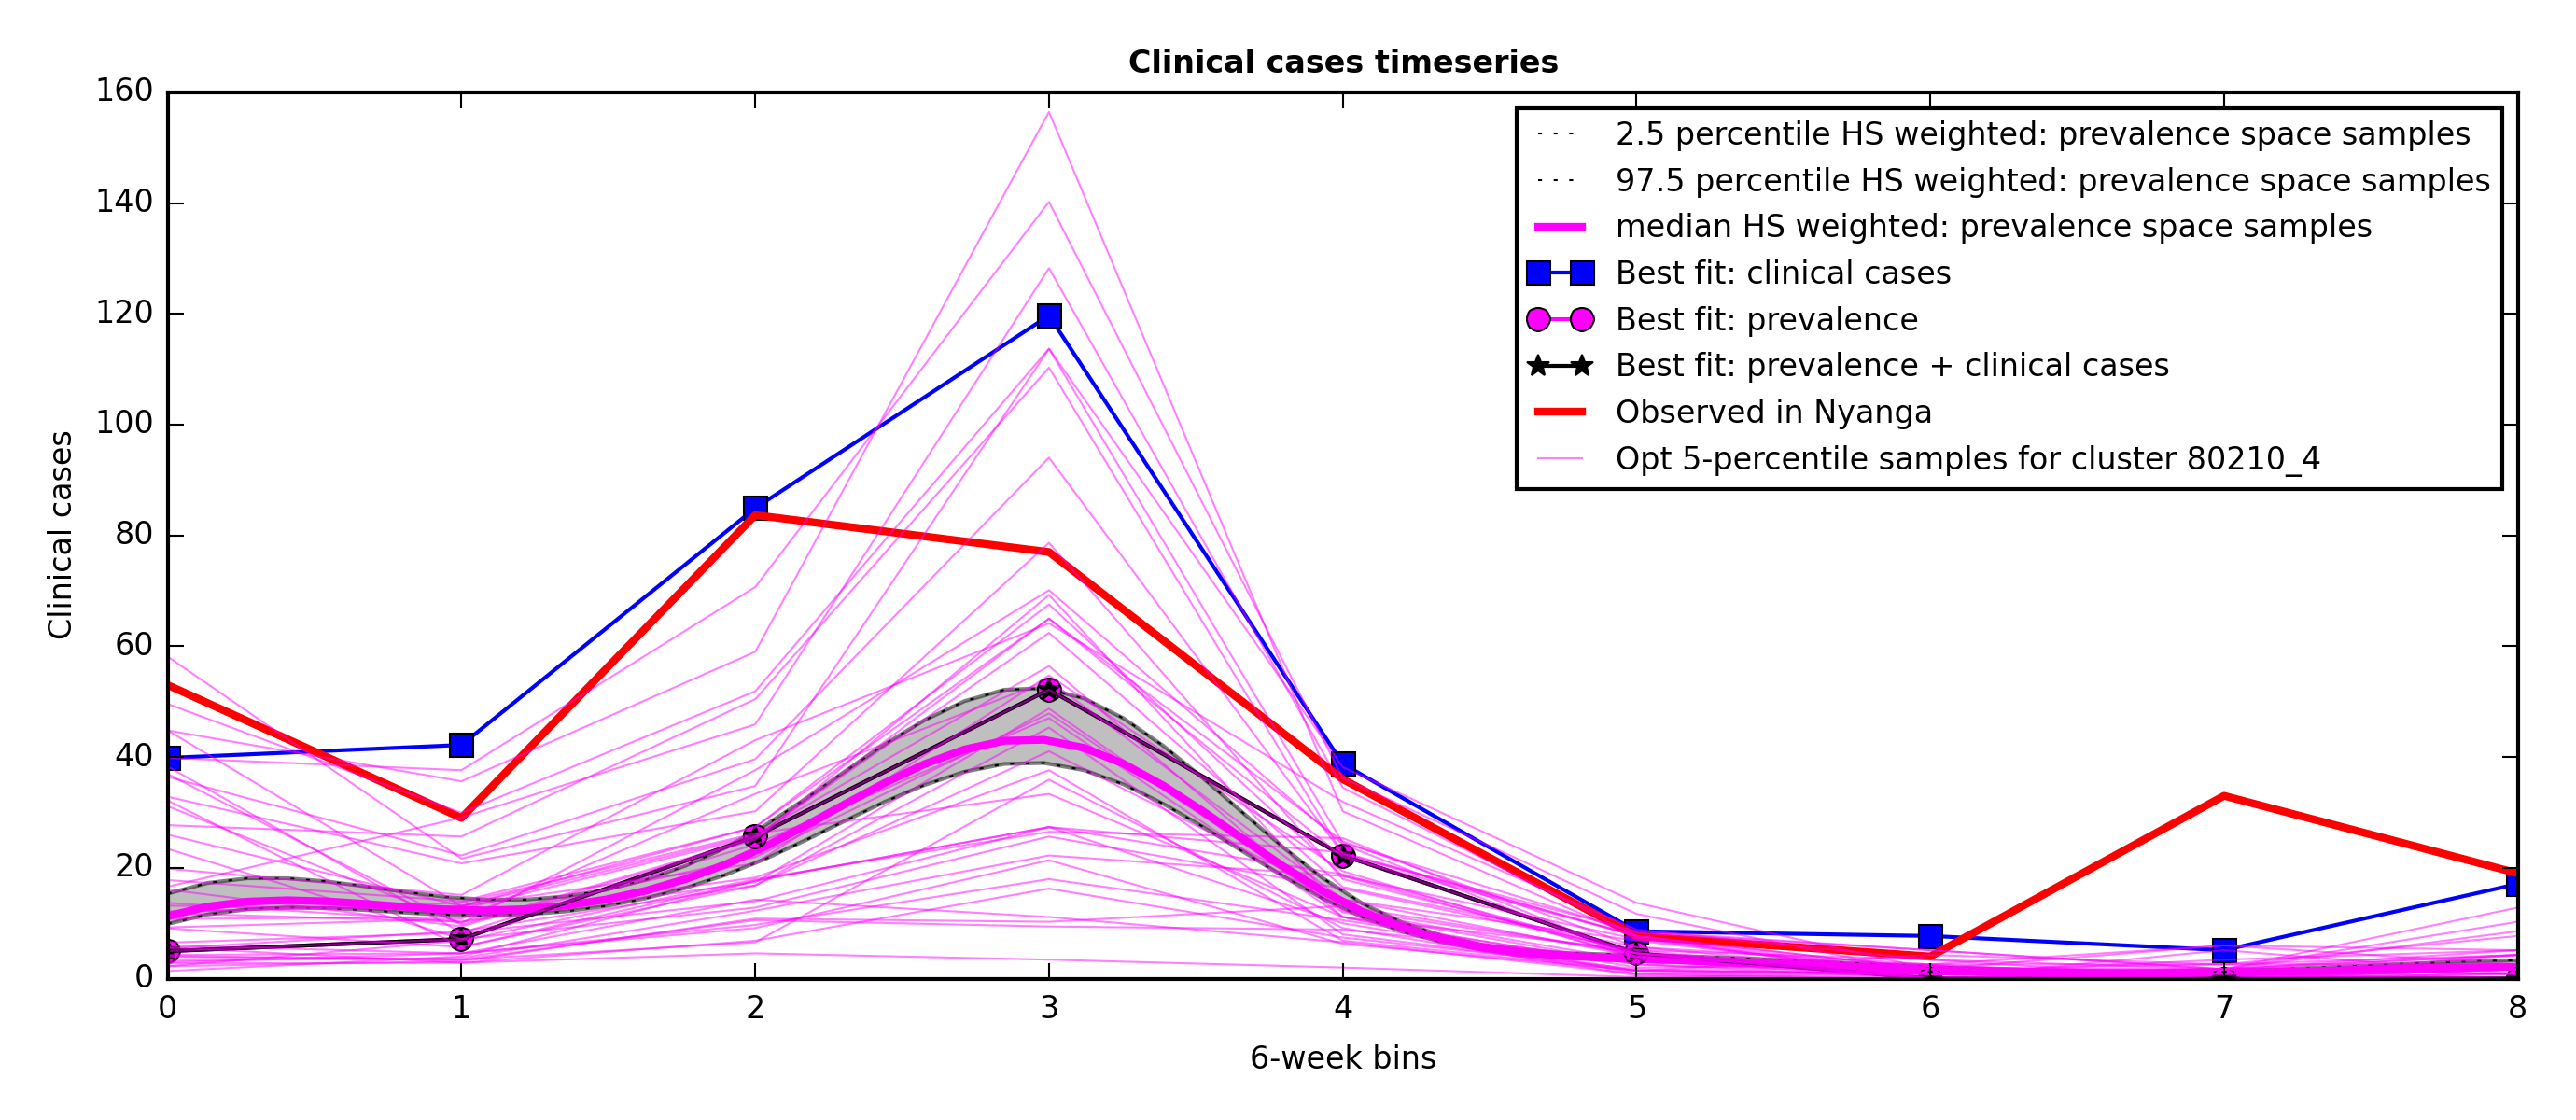 Clinical cases timeseries
160
140
120
100
80
60
40
20
0
Clinical cases
2.5 percentile HS weighted: prevalence space samples
97.5 percentile HS weighted: prevalence space samples
median HS weighted: prevalence space samples
Best fit: clinical cases
Best fit: prevalence
Best fit: prevalence + clinical cases
Observed in Nyanga
Opt 5-percentile samples for cluster 80210_4
0 1 2 3 4 5 6 7 8
6-week bins